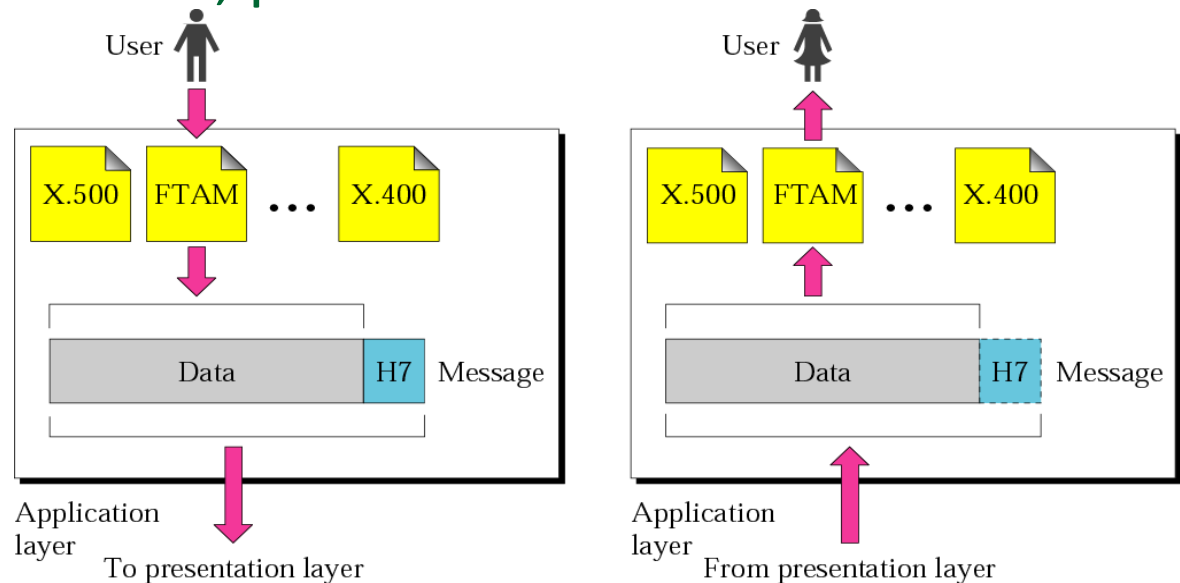 User
X.500
FTAM
...
X.400
Data
H7
Message
Application
layer
To presentation layer
User
X.500
FTAM
...
X.400
Data
H7
Message
Application
layer
From presentation layer